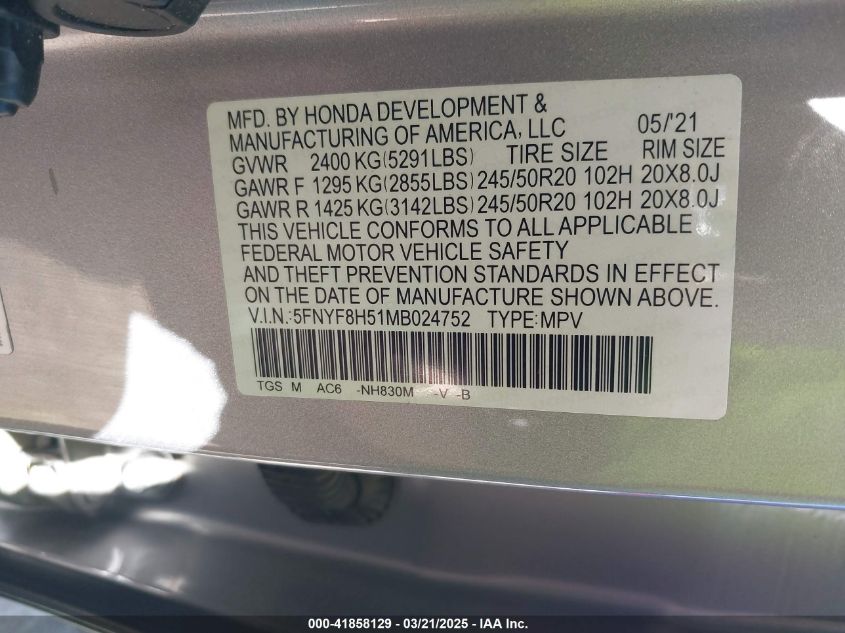 MFD. BY HONDA DEVELOPMENT &
MANUFACTURING OF AMERICA, LLC 05/'21
GVWR 2400 KG(5291LBS) TIRE SIZE RIM SIZE
GAWR F 1295 KG(2855LBS) 245/50R20 102H 20X8.0J
GAWR R 1425 KG(3142LBS) 245/50R20 102H 20X8.0J
THIS VEHICLE CONFORMS TO ALL APPLICABLE
FEDERAL MOTOR VEHICLE SAFETY
AND THEFT PREVENTION STANDARDS IN EFFECT
ON THE DATE OF MANUFACTURE SHOWN ABOVE.
V.I.N.:5FNYF8H51MB024752 TYPE:MPV
TGS M AC6 -NH830M -V -B
000-41858129 - 03/21/2025 - IAA Inc.